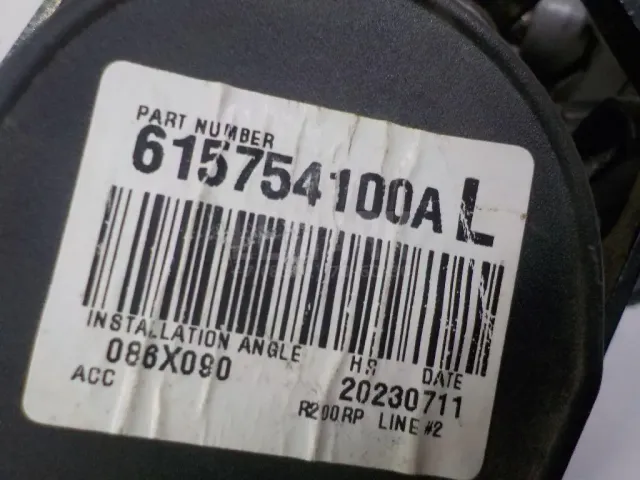 PART NUMBER
615754100A L
INSTALLATION ANGLE HS DATE
086X090 20230711
ACC R200RP LINE #2